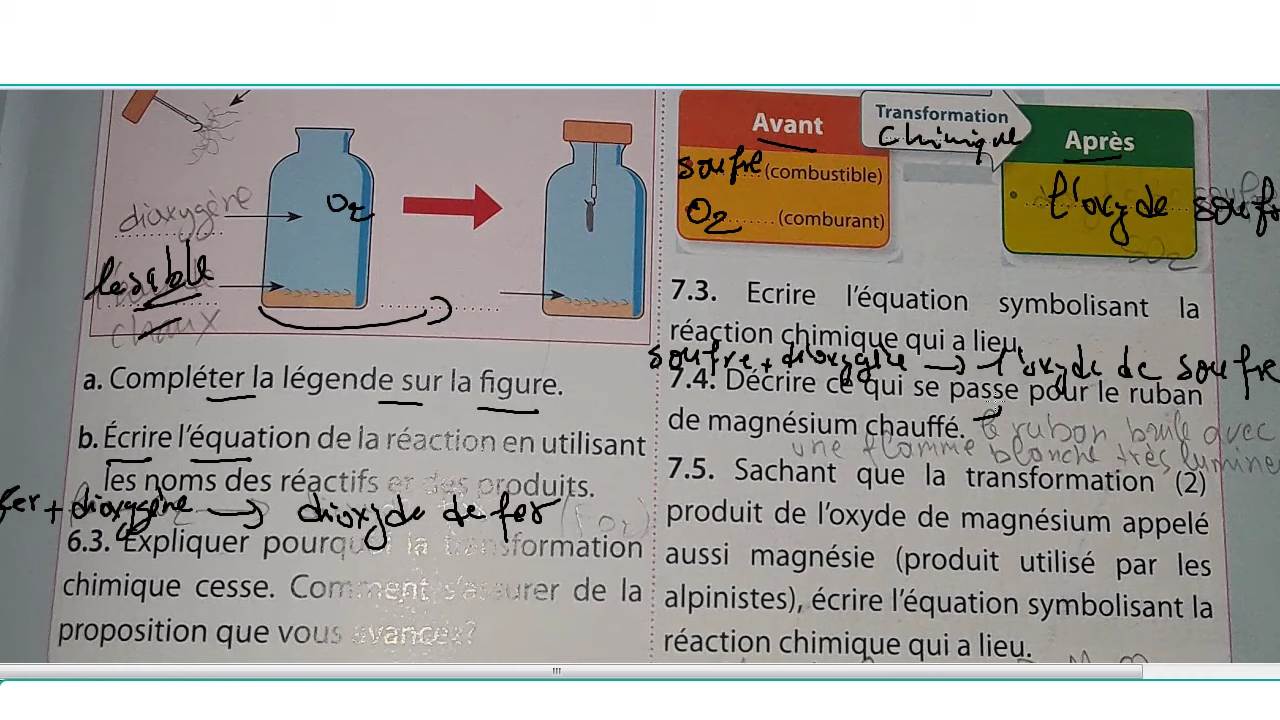 dioxygène
O₂
le sable
chaux
a. Compléter la légende sur la figure.
b. Écrire l'équation de la réaction en utilisant
les noms des réactifs et des produits.
Fer + dioxygène → dioxyde de fer
6.3. Expliquer pourquoi la transformation
chimique cesse. Comment s'assurer de la
proposition que vous avancez?
Avant
Transformation
chimique
Après
soufre (combustible)
O₂ (comburant)
l'oxyde soufre
7.3. Ecrire l'équation symbolisant la
réaction chimique qui a lieu.
soufre + dioxygène → l'oxyde de soufre
7.4. Décrire ce qui se passe pour le ruban
de magnésium chauffé. le ruban brule avec
une flamme blanche très lumine
7.5. Sachant que la transformation (2)
produit de l'oxyde de magnésium appelé
aussi magnésie (produit utilisé par les
alpinistes), écrire l'équation symbolisant la
réaction chimique qui a lieu.